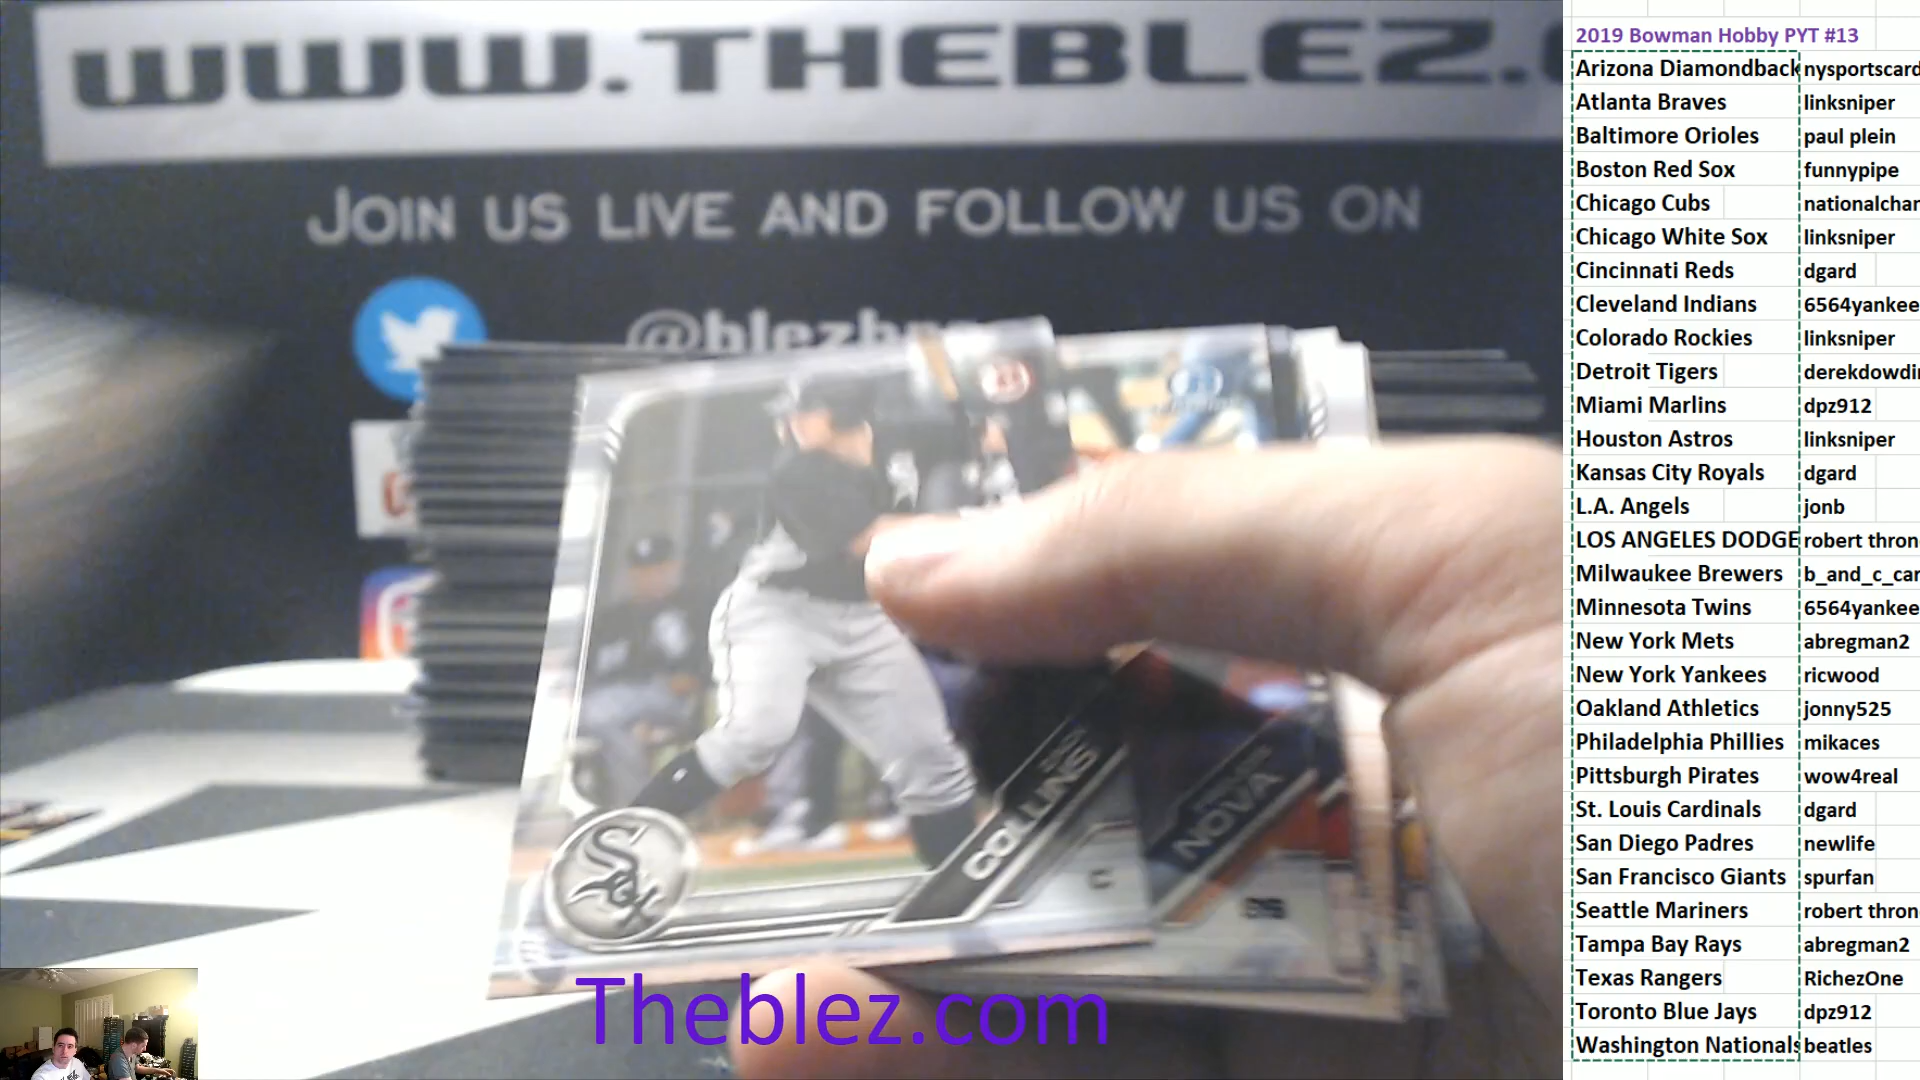 WWW.THEBLEZ.
JOIN US LIVE AND FOLLOW US ON
@blezb
COLLINS
C
NOVA
Sox
Theblez.com
2019 Bowman Hobby PYT #13
Arizona Diamondback nysportscard
Atlanta Braves linksniper
Baltimore Orioles paul plein
Boston Red Sox funnypipe
Chicago Cubs nationalchar
Chicago White Sox linksniper
Cincinnati Reds dgard
Cleveland Indians 6564yankee
Colorado Rockies linksniper
Detroit Tigers derekdowdin
Miami Marlins dpz912
Houston Astros linksniper
Kansas City Royals dgard
L.A. Angels jonb
LOS ANGELES DODGE robert thron
Milwaukee Brewers b_and_c_car
Minnesota Twins 6564yankee
New York Mets abregman2
New York Yankees ricwood
Oakland Athletics jonny525
Philadelphia Phillies mikaces
Pittsburgh Pirates wow4real
St. Louis Cardinals dgard
San Diego Padres newlife
San Francisco Giants spurfan
Seattle Mariners robert thron
Tampa Bay Rays abregman2
Texas Rangers RichezOne
Toronto Blue Jays dpz912
Washington Nationals beatles